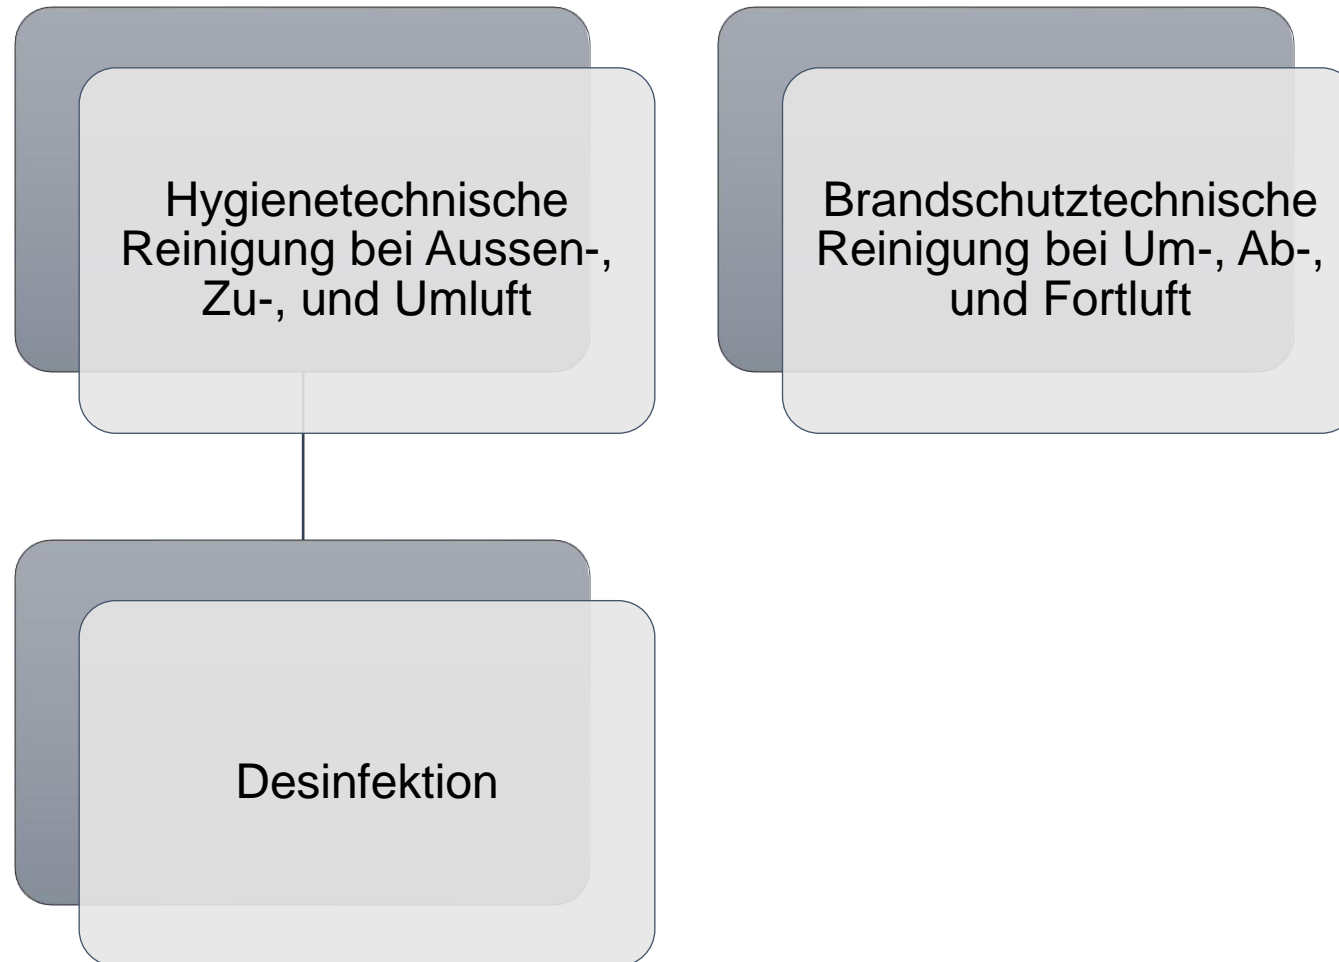 Hygienetechnische
Reinigung bei Aussen-,
Zu-, und Umluft
Brandschutztechnische
Reinigung bei Um-, Ab-,
und Fortluft
Desinfektion